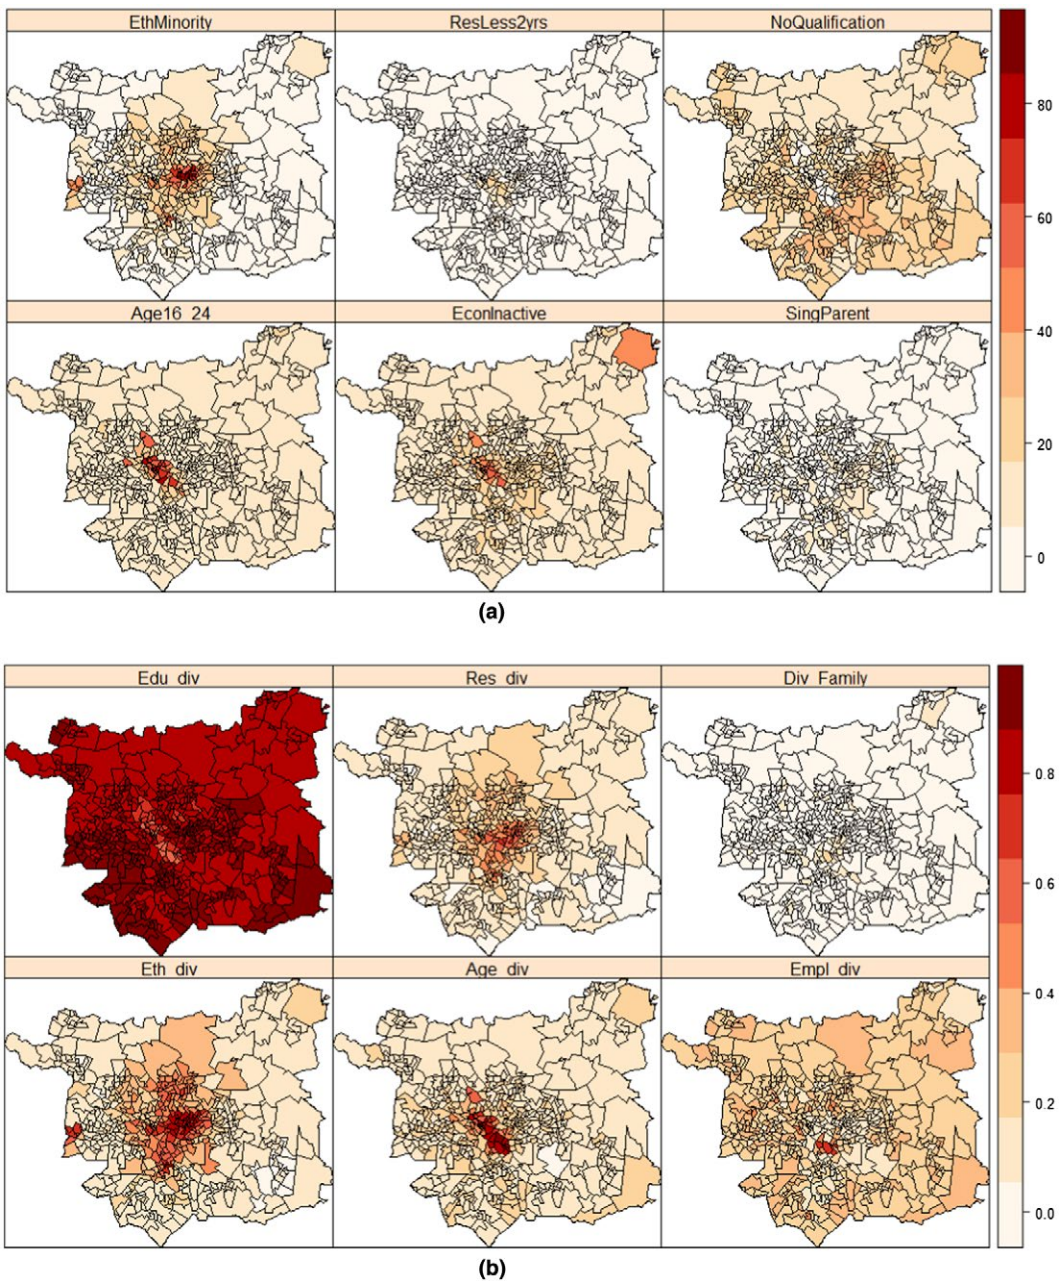 EthMinority ResLess2yrs NoQualification
80
60
40
20
0
Age16_24 EconInactive SingParent
(a)
Edu_div Res_div Div_Family
0.8
0.6
0.4
0.2
0.0
Eth_div Age_div Empl_div
(b)